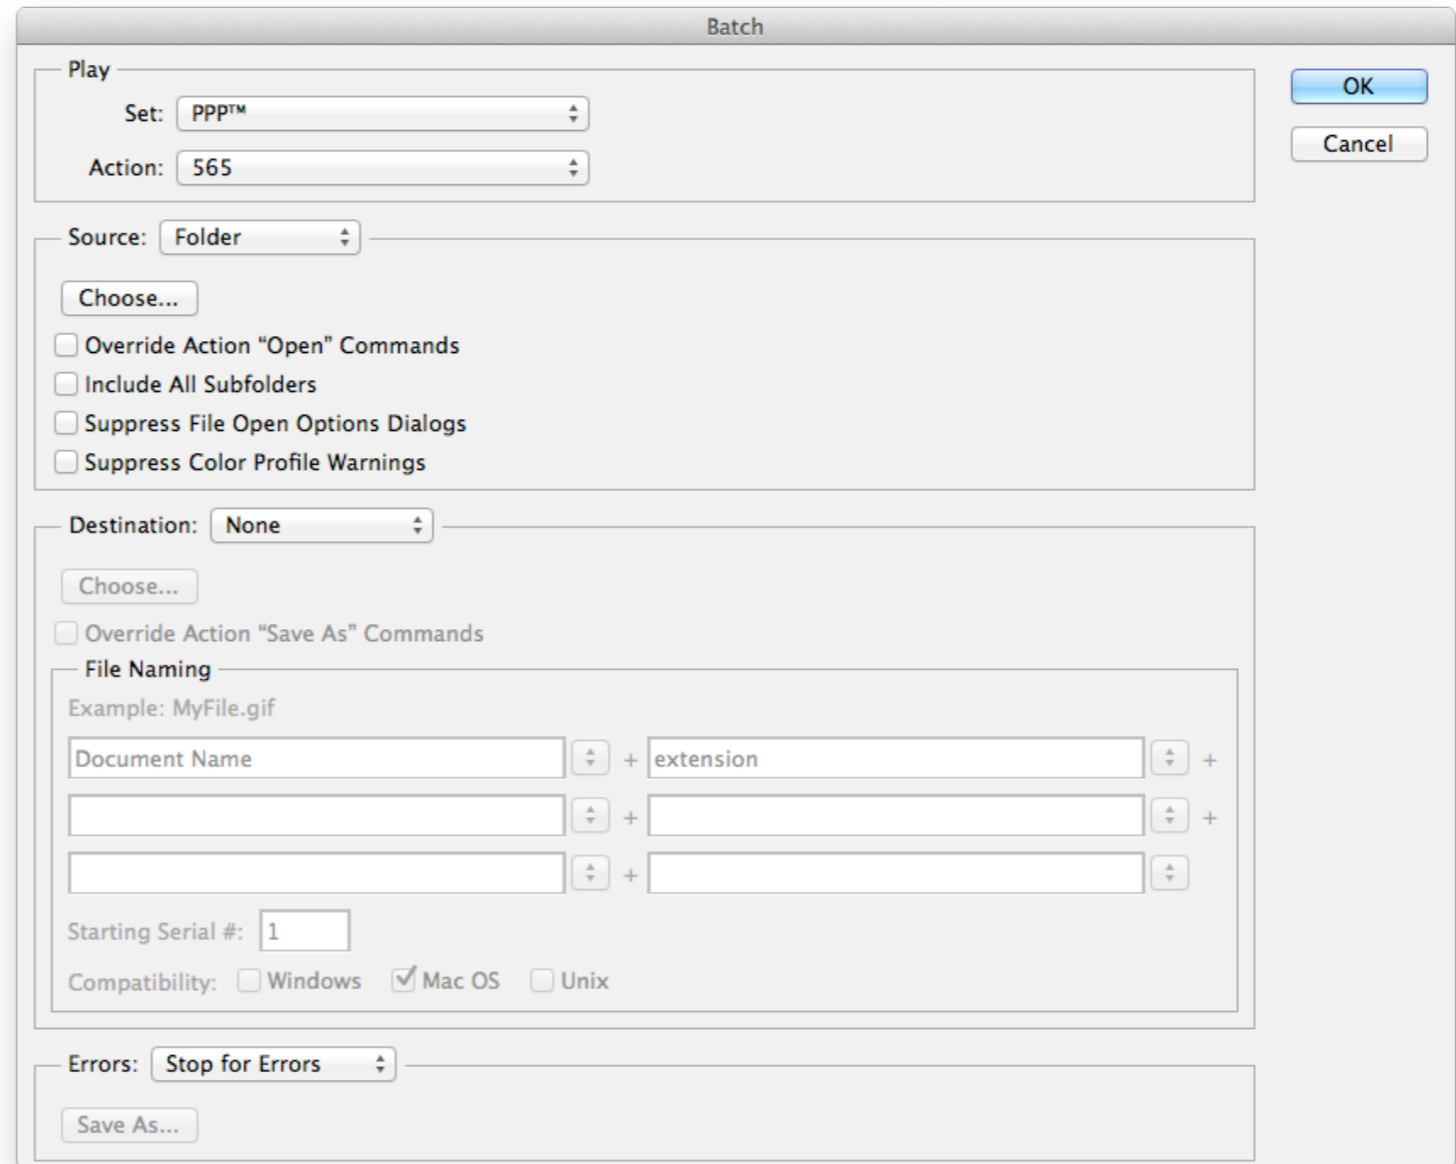 Batch
Play
Set: PPP™
Action: 565
OK
Cancel
Source: Folder
Choose...
Override Action “Open” Commands
Include All Subfolders
Suppress File Open Options Dialogs
Suppress Color Profile Warnings
Destination: None
Choose...
Override Action “Save As” Commands
File Naming
Example: MyFile.gif
Document Name + extension +
+ +
+
Starting Serial #: 1
Compatibility: Windows Mac OS Unix
Errors: Stop for Errors
Save As...